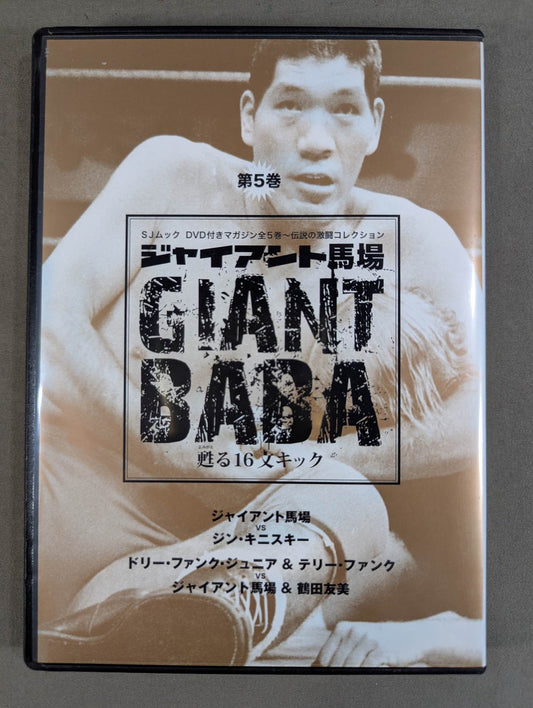 第5巻
SJムック DVD付きマガジン全5巻〜伝説の激闘コレクション
ジャイアント馬場
GIANT
BABA
よみがえ
甦る16文キック
ジャイアント馬場
vs
ジン・キニスキー
ドリー・ファンク・ジュニア & テリー・ファンク
vs
ジャイアント馬場 & 鶴田友美